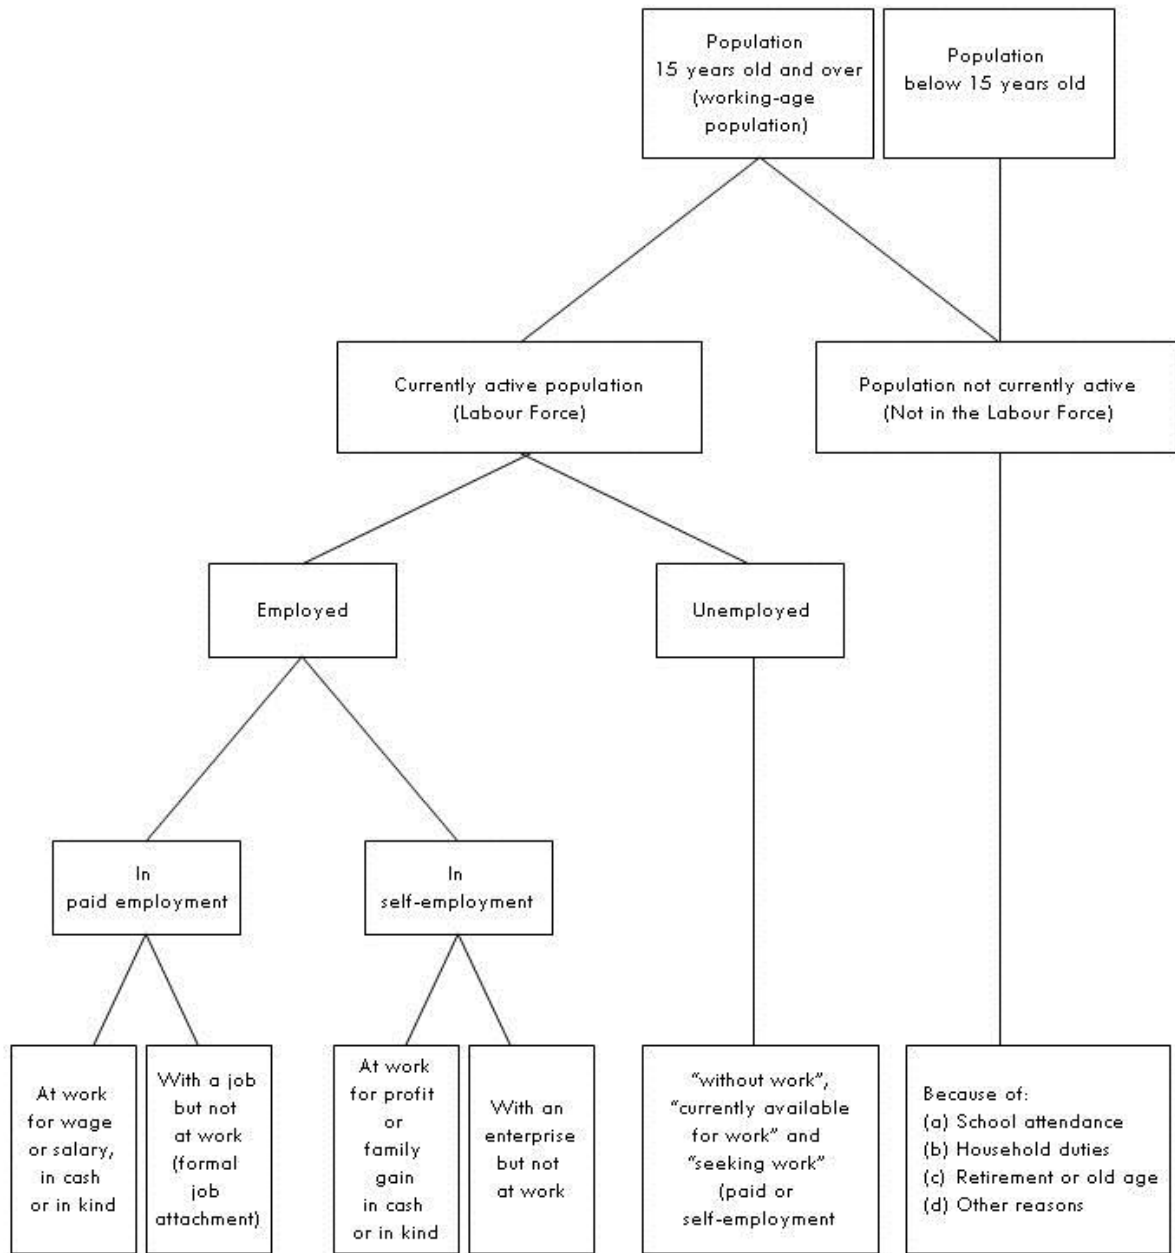 Population
15 years old and over
(working-age
population)
Population
below 15 years old
Currently active population
(Labour Force)
Population not currently active
(Not in the Labour Force)
Employed
Unemployed
In
paid employment
In
self-employment
At work
for wage
or salary,
in cash
or in kind
With a job
but not
at work
(formal
job
attachment)
At work
for profit
or
family
gain
in cash
or in kind
With an
enterprise
but not
at work
“without work”,
“currently available
for work” and
“seeking work”
(paid or
self-employment
Because of:
(a) School attendance
(b) Household duties
(c) Retirement or old age
(d) Other reasons